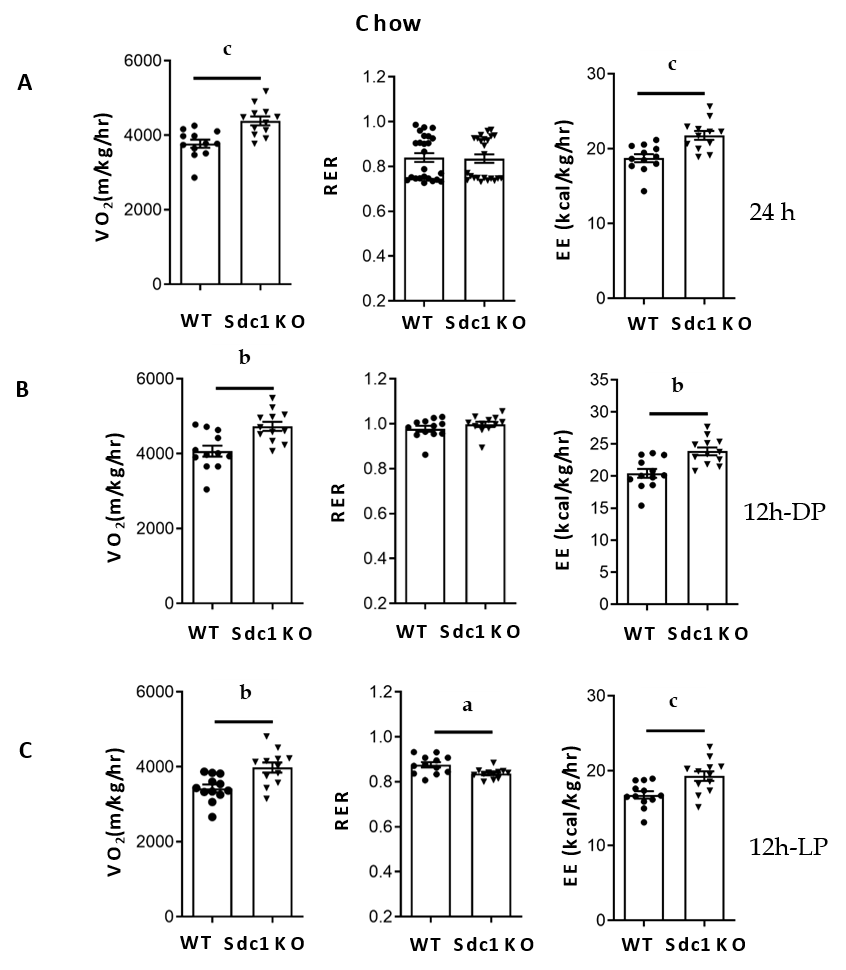 Chow
A
c
6000
4000
2000
0
VO2(m/kg/hr)
WT Sdc1 KO
1.2
1.0
0.8
0.6
0.4
0.2
RER
WT Sdc1 KO
c
30
20
10
0
EE (kcal/kg/hr)
WT Sdc1 KO
24 h
B
b
6000
4000
2000
0
VO2(m/kg/hr)
WT Sdc1 KO
1.2
1.0
0.8
0.6
0.4
0.2
RER
WT Sdc1 KO
b
35
30
25
20
15
10
5
0
EE (kcal/kg/hr)
WT Sdc1 KO
12h-DP
C
b
6000
4000
2000
0
VO2(m/kg/hr)
WT Sdc1 KO
a
1.2
1.0
0.8
0.6
0.4
0.2
RER
WT Sdc1 KO
c
30
20
10
0
EE (kcal/kg/hr)
WT Sdc1 KO
12h-LP